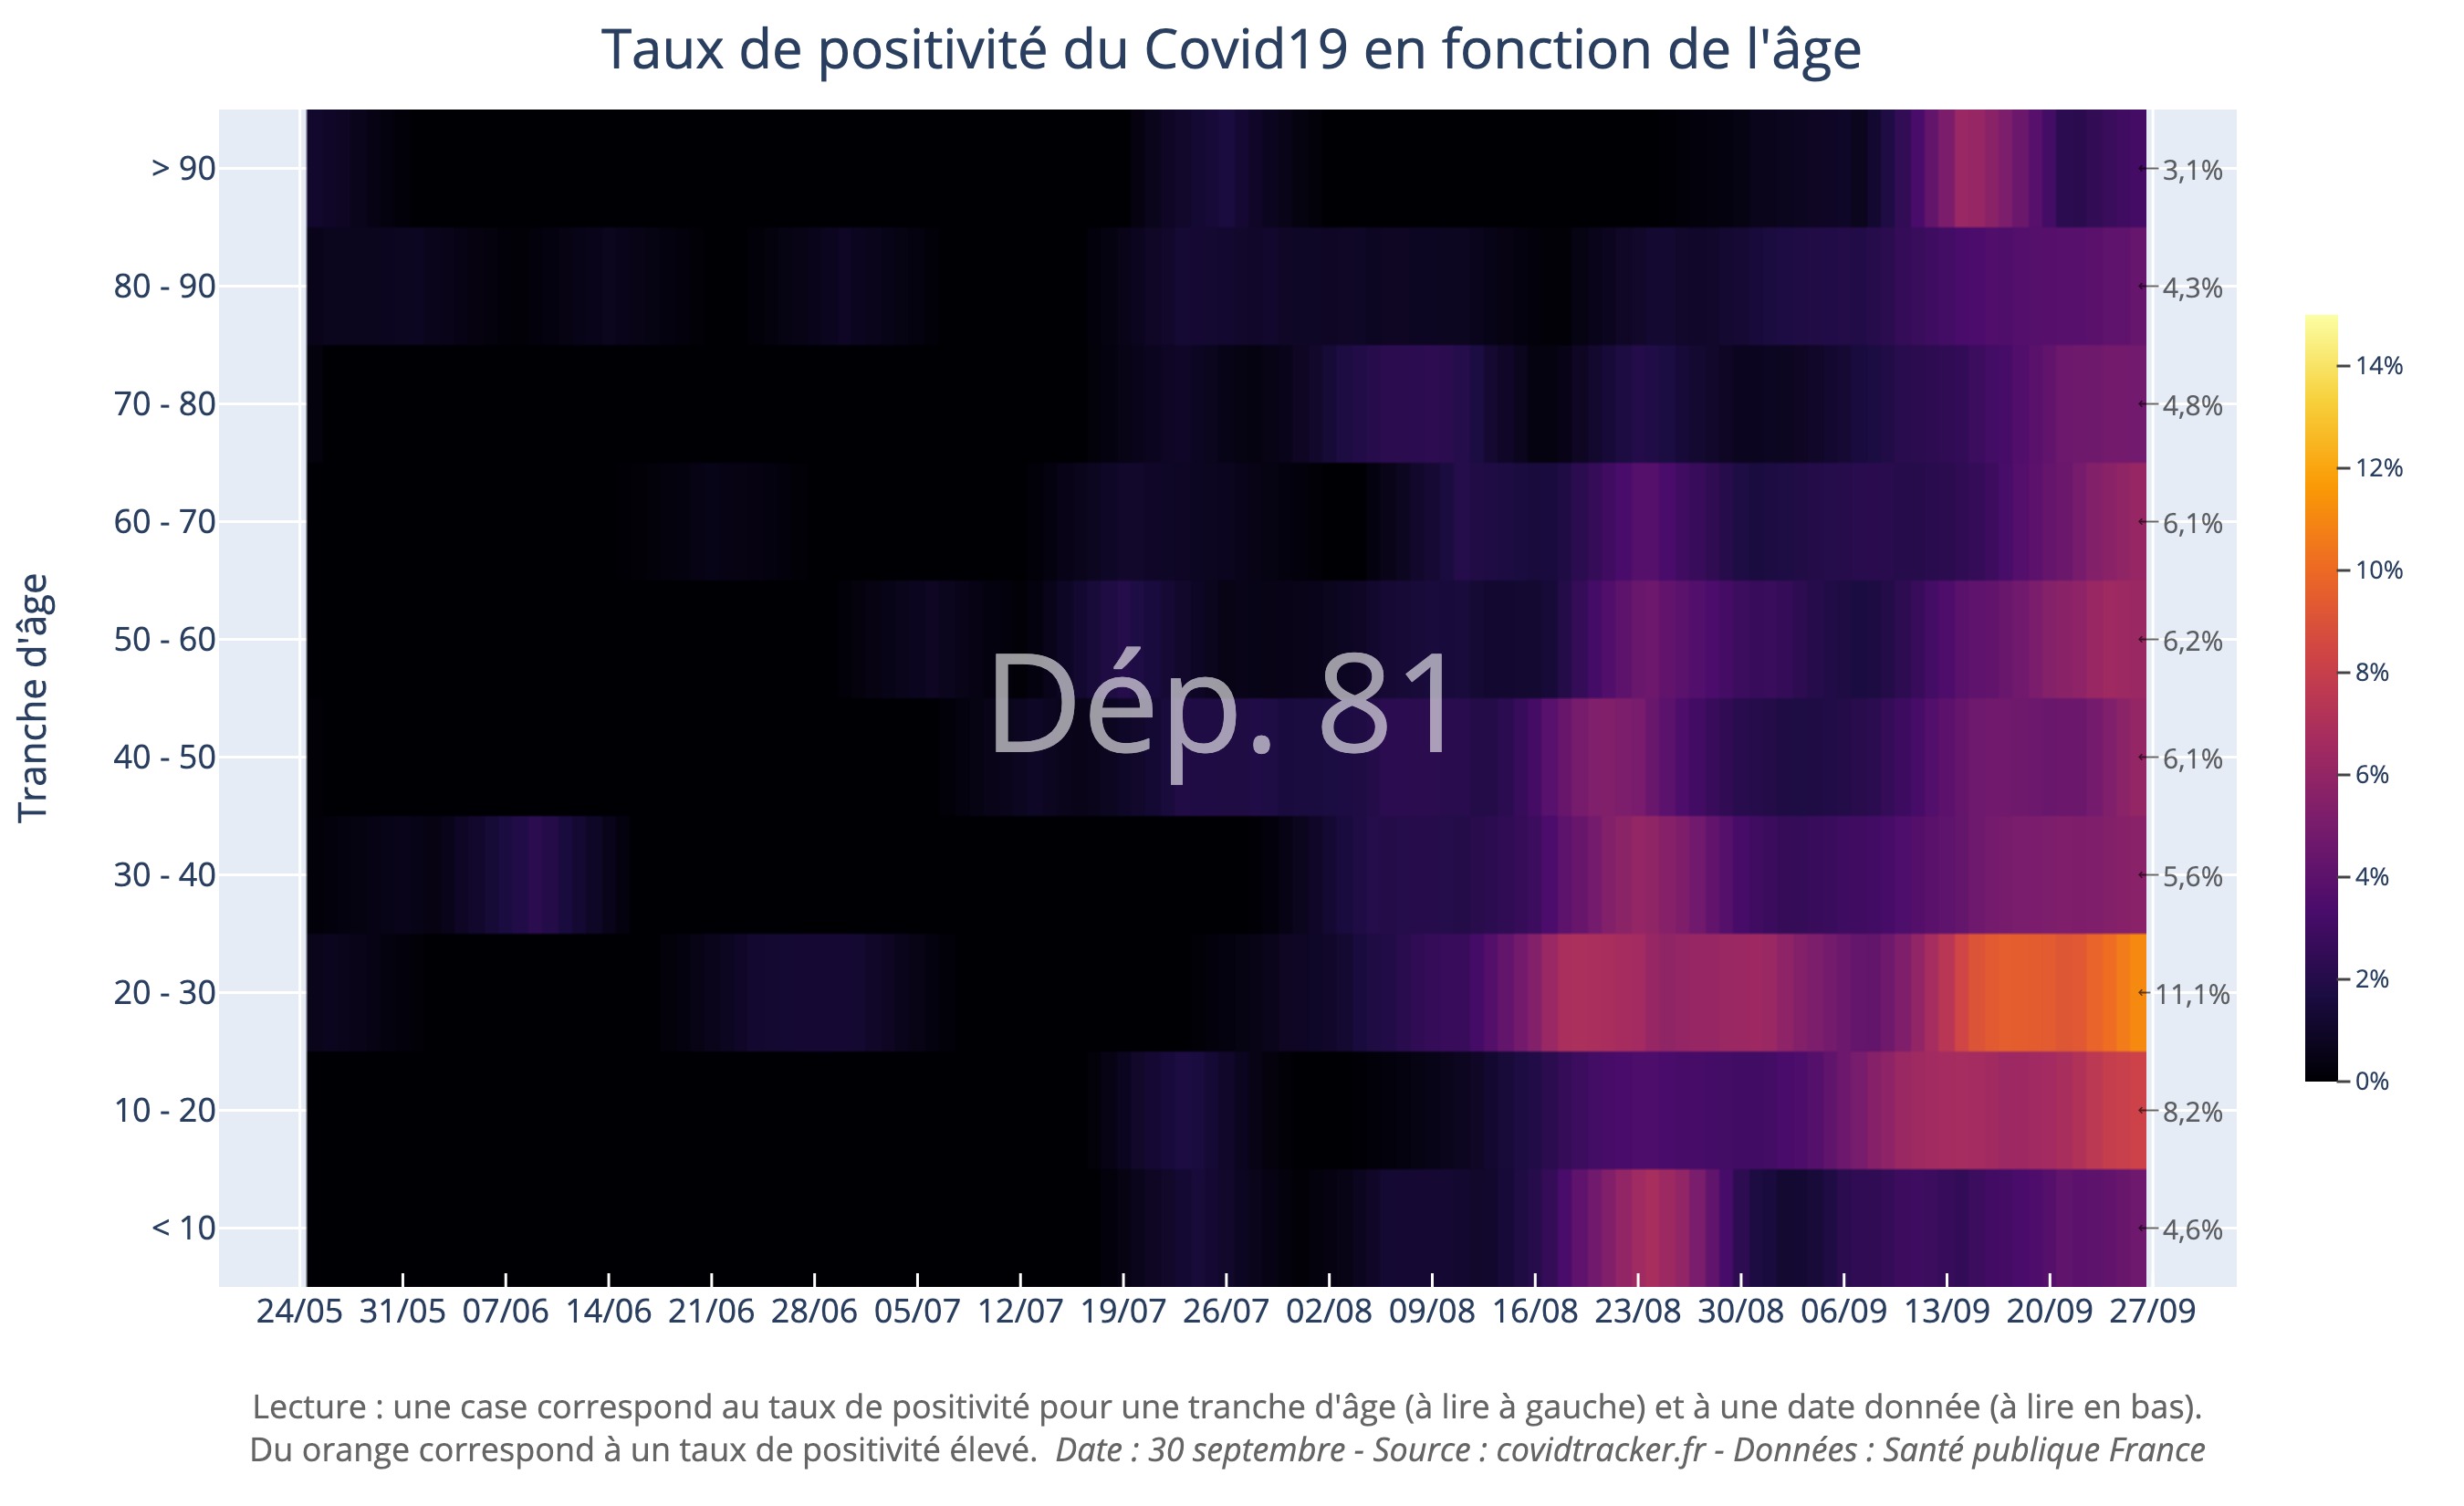 Taux de positivité du Covid19 en fonction de l'âge
Tranche d'âge
> 90
80 - 90
70 - 80
60 - 70
50 - 60
40 - 50
30 - 40
20 - 30
10 - 20
< 10
Dép. 81
3,1%
4,3%
4,8%
6,1%
6,2%
6,1%
5,6%
11,1%
8,2%
4,6%
14%
12%
10%
8%
6%
4%
2%
0%
24/05 31/05 07/06 14/06 21/06 28/06 05/07 12/07 19/07 26/07 02/08 09/08 16/08 23/08 30/08 06/09 13/09 20/09 27/09
Lecture : une case correspond au taux de positivité pour une tranche d'âge (à lire à gauche) et à une date donnée (à lire en bas).
Du orange correspond à un taux de positivité élevé. Date : 30 septembre - Source : covidtracker.fr - Données : Santé publique France